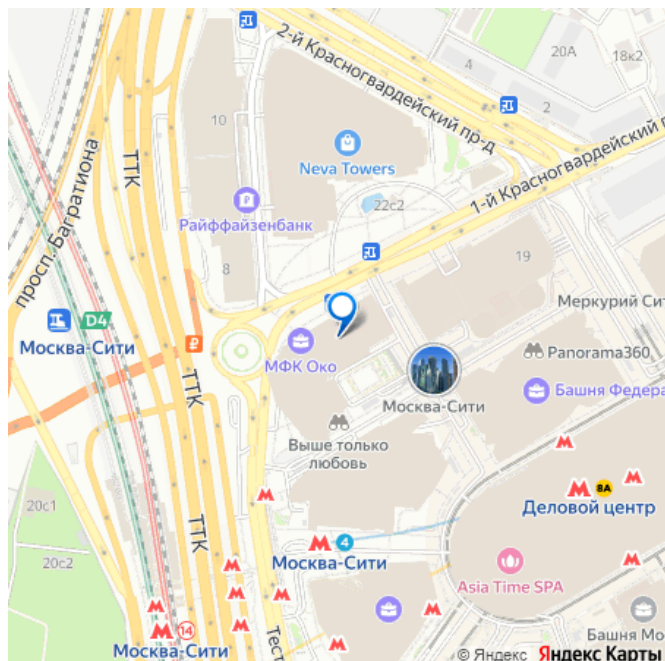 2-й Красногвардейский пр-д
20А
18к2
4
2
10
Neva Towers
1-й Красногвардейский п
просп. Багратиона
ТТК
22с2
Райффайзенбанк
8
19
Меркурий Сит
D4
Москва-Сити
₽
МФК Око
Panorama360
Москва-Сити
Башня Федера
ТТК
Выше только
любовь
8А
Деловой центр
20с1
ТТК
4
Москва-Сити
20с2
Asia Time SPA
14
Москва-Сити
Тест
Башня Мо
© Яндекс Яндекс Карты